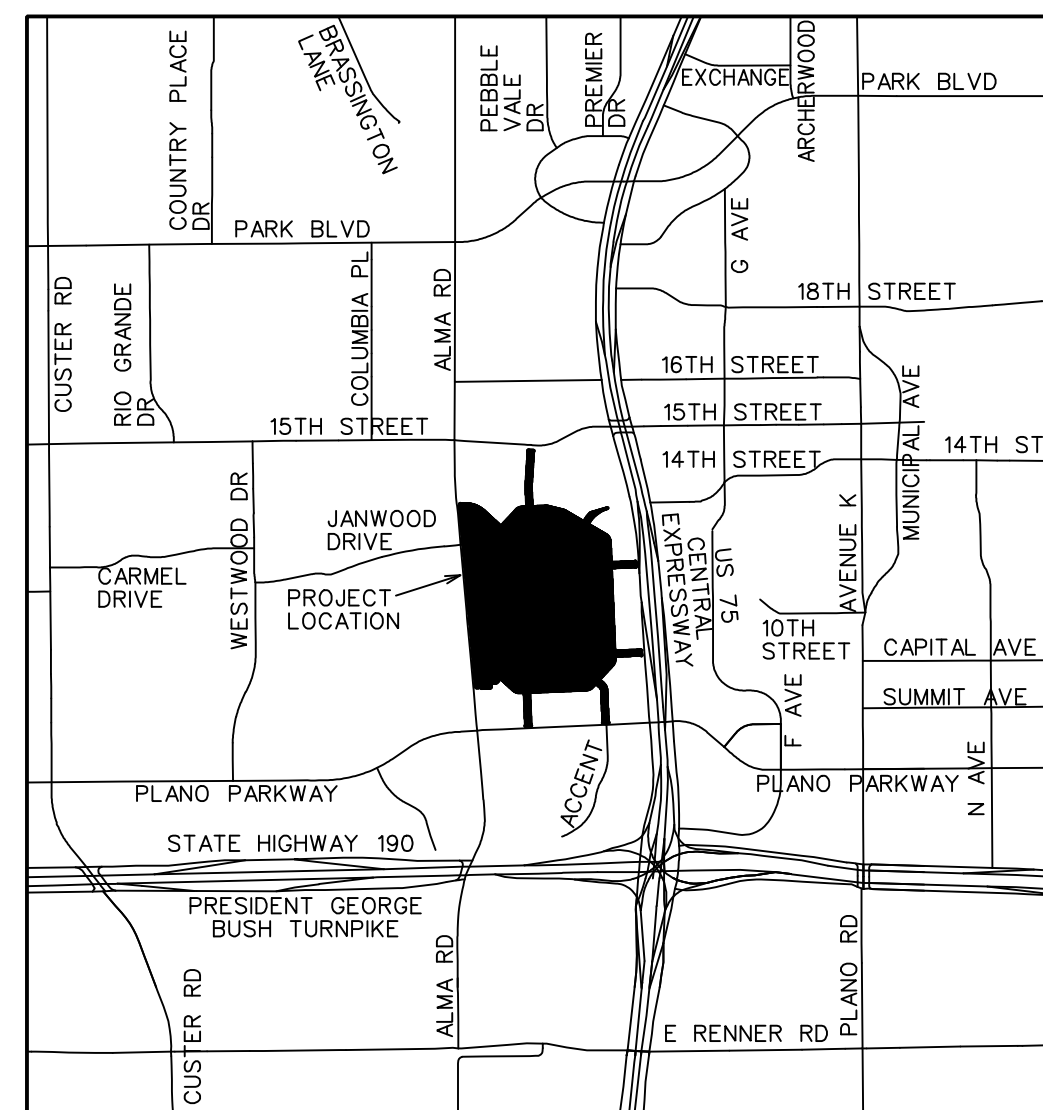 BRASSINGTON
LANE
COUNTRY PLACE
DR
PEBBLE
VALE
DR
PREMIER
DR
EXCHANGE
ARCHERWOOD
PARK BLVD
PARK BLVD
G AVE
CUSTER RD
RIO GRANDE
DR
COLUMBIA PL
ALMA RD
18TH STREET
16TH STREET
15TH STREET
15TH STREET
14TH STREET
14TH ST
MUNICIPAL AVE
WESTWOOD DR
JANWOOD
DRIVE
CARMEL
DRIVE
PROJECT
LOCATION
US 75
CENTRAL
EXPRESSWAY
AVENUE K
10TH
STREET
CAPITAL AVE
SUMMIT AVE
F AVE
N AVE
ACCENT
PLANO PARKWAY
PLANO PARKWAY
STATE HIGHWAY 190
PRESIDENT GEORGE
BUSH TURNPIKE
CUSTER RD
ALMA RD
PLANO RD
E RENNER RD